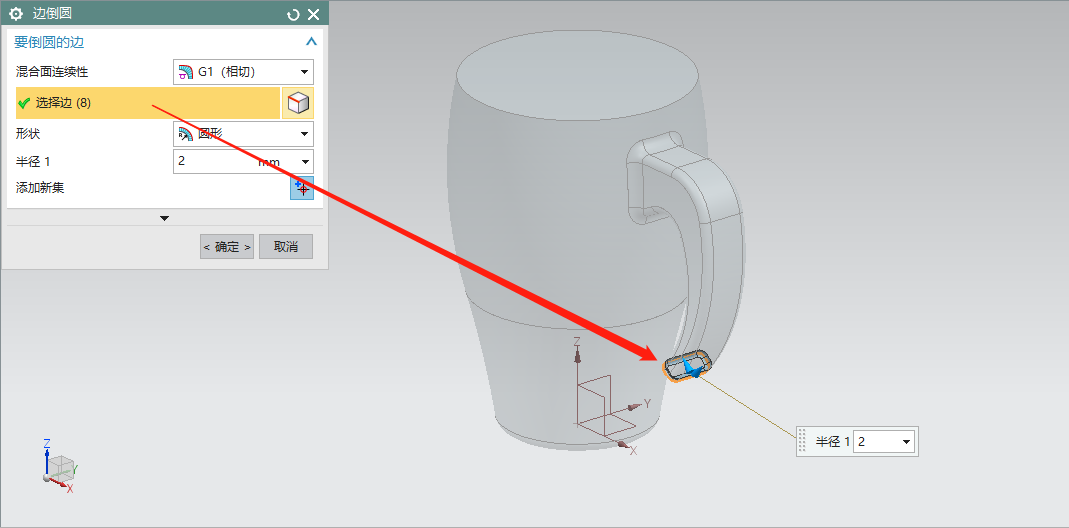 边倒圆
要倒圆的边
混合面连续性 G1（相切）
选择边 (8)
形状 圆形
半径 1 2 mm
添加新集
< 确定 > 取消
Z
Y
X
半径 1 2
Z
Y
X